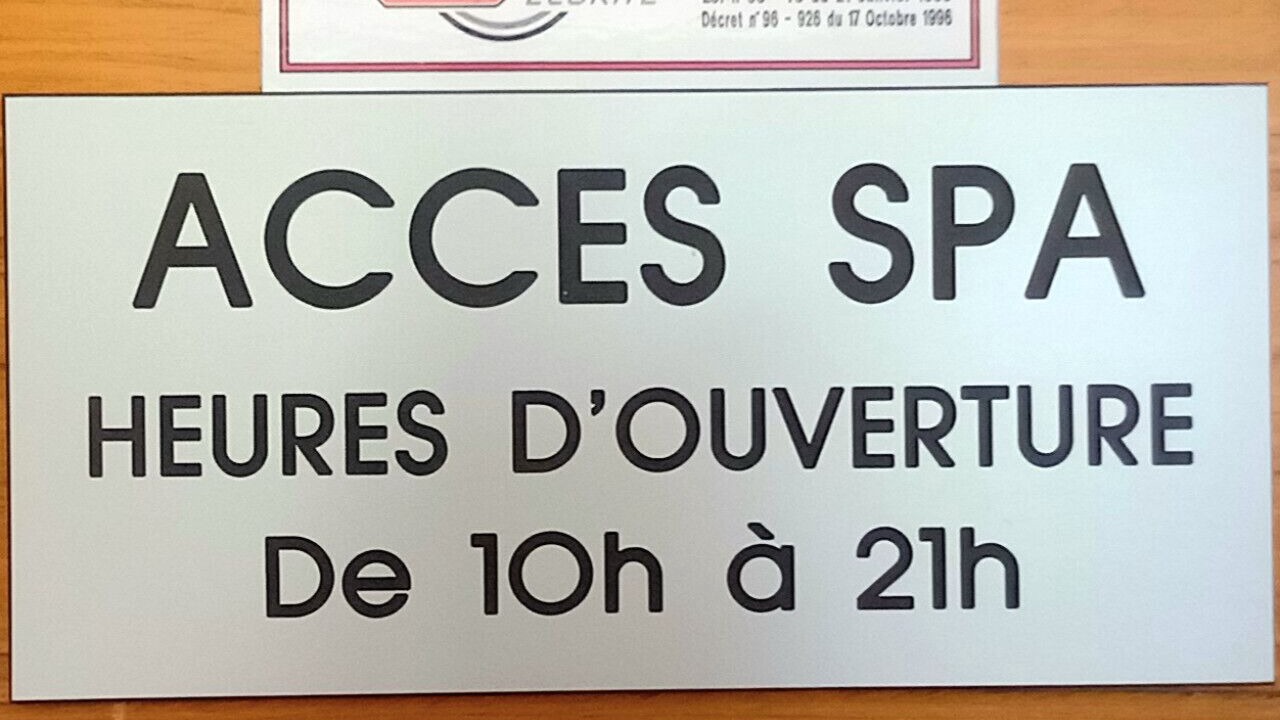 Décret n° 96 - 926 du 17 Octobre 1996
ACCES SPA
HEURES D'OUVERTURE
De 10h à 21h